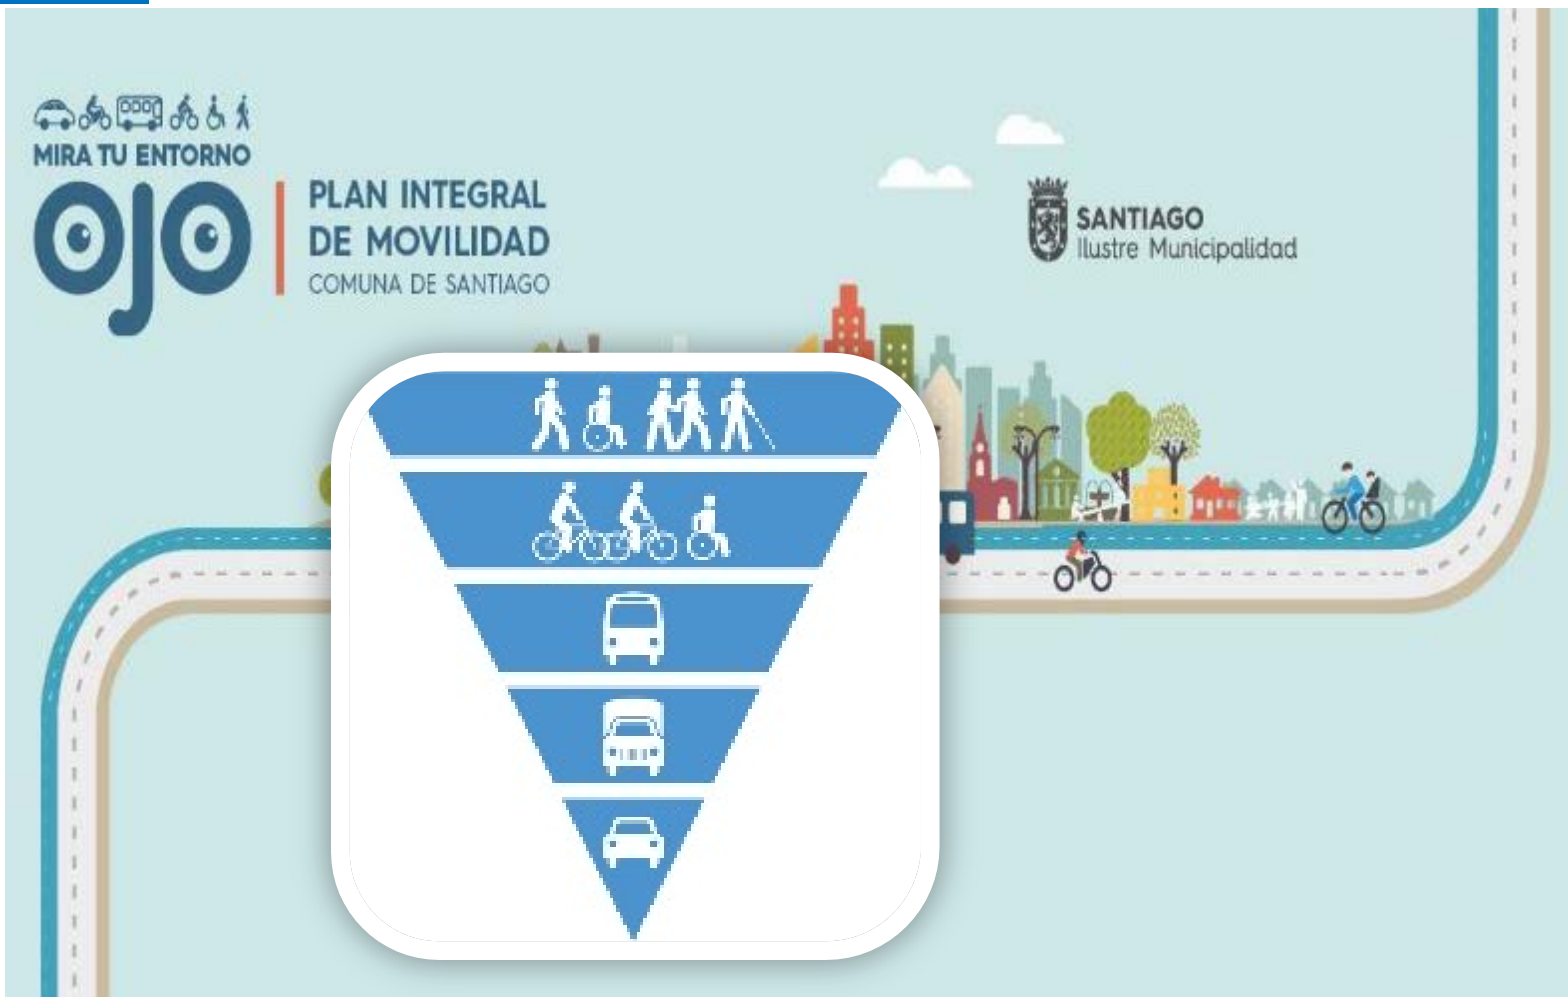 MIRA TU ENTORNO
OJO
PLAN INTEGRAL
DE MOVILIDAD
COMUNA DE SANTIAGO
SANTIAGO
Ilustre Municipalidad